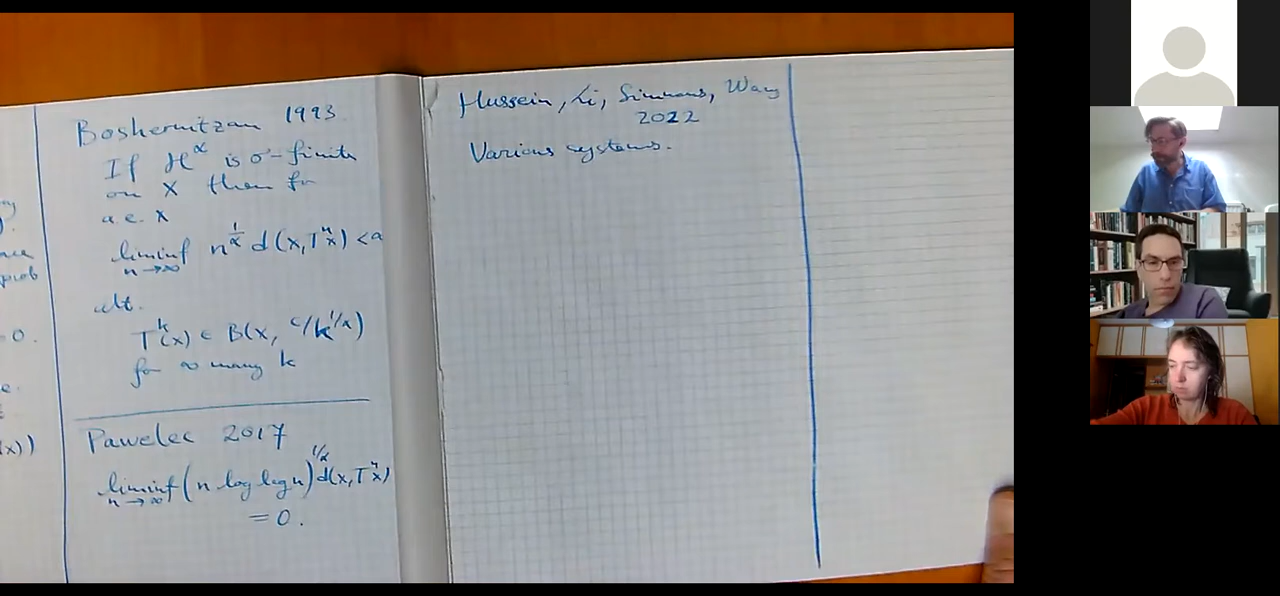 Boshernitzan 1993
If ℋ^α is σ-finite
on X then for
a.e. x
liminf n^{1/α} d(x, T^n x) < ∞
n→∞
alt.
T^k(x) ∈ B(x, c/k^{1/α})
for ∞ many k
Pawelec 2017
liminf (n log log n)^{1/α} d(x, T^n x)
n→∞
= 0.
Hussein, Li, Simmons, Wang
2022
Various systems.